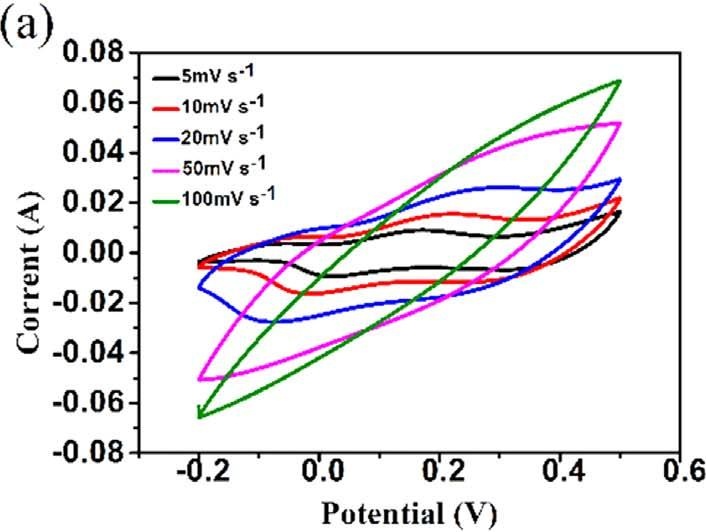 (a)
0.08
0.06
0.04
0.02
0.00
-0.02
-0.04
-0.06
-0.08
Corrent (A)
5mV s-1
10mV s-1
20mV s-1
50mV s-1
100mV s-1
-0.2 0.0 0.2 0.4 0.6
Potential (V)